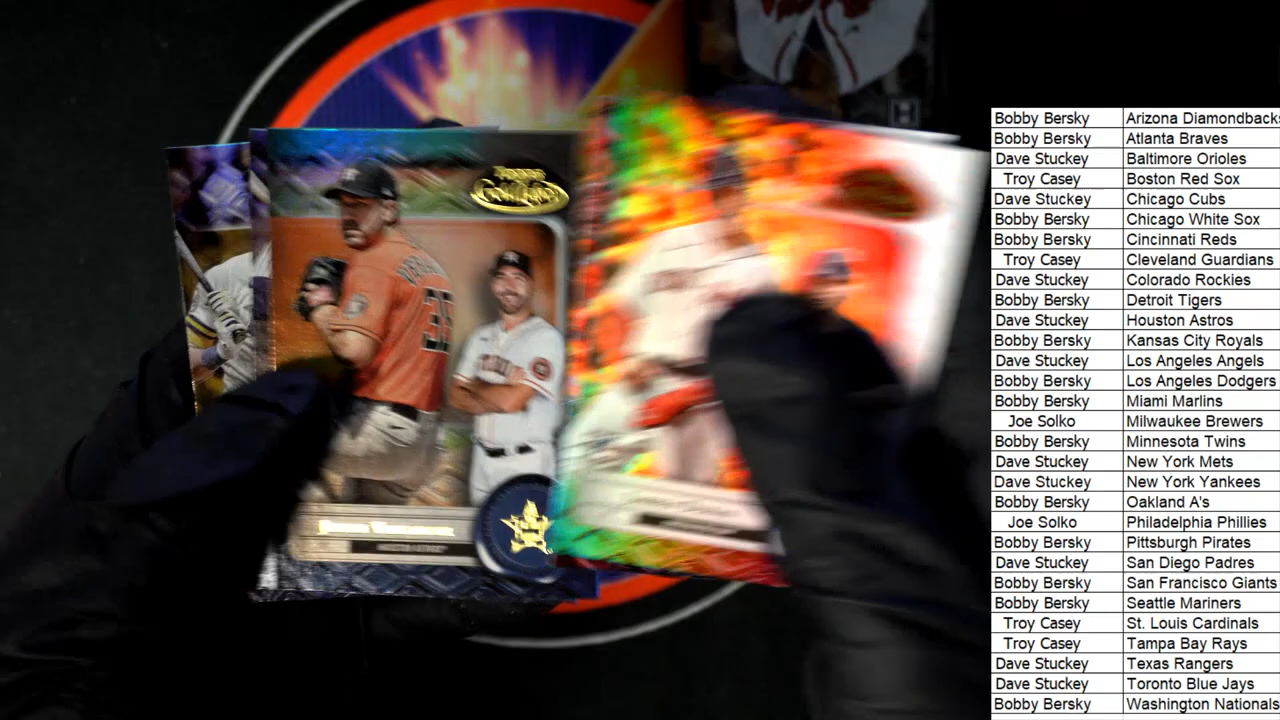 TOPPS
Gold Label
35
Bobby Bersky Arizona Diamondbacks
Bobby Bersky Atlanta Braves
Dave Stuckey Baltimore Orioles
Troy Casey Boston Red Sox
Dave Stuckey Chicago Cubs
Bobby Bersky Chicago White Sox
Bobby Bersky Cincinnati Reds
Troy Casey Cleveland Guardians
Dave Stuckey Colorado Rockies
Bobby Bersky Detroit Tigers
Dave Stuckey Houston Astros
Bobby Bersky Kansas City Royals
Dave Stuckey Los Angeles Angels
Bobby Bersky Los Angeles Dodgers
Bobby Bersky Miami Marlins
Joe Solko Milwaukee Brewers
Bobby Bersky Minnesota Twins
Dave Stuckey New York Mets
Dave Stuckey New York Yankees
Bobby Bersky Oakland A's
Joe Solko Philadelphia Phillies
Bobby Bersky Pittsburgh Pirates
Dave Stuckey San Diego Padres
Bobby Bersky San Francisco Giants
Bobby Bersky Seattle Mariners
Troy Casey St. Louis Cardinals
Troy Casey Tampa Bay Rays
Dave Stuckey Texas Rangers
Dave Stuckey Toronto Blue Jays
Bobby Bersky Washington Nationals